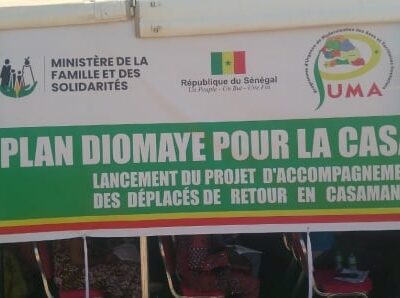 MINISTÈRE DE LA
FAMILLE ET DES
SOLIDARITÉS
République du Sénégal
Un Peuple - Un But - Une Foi
PUMA
PLAN DIOMAYE POUR LA CASA
LANCEMENT DU PROJET D'ACCOMPAGNEME
DES DÉPLACÉS DE RETOUR EN CASAMAN